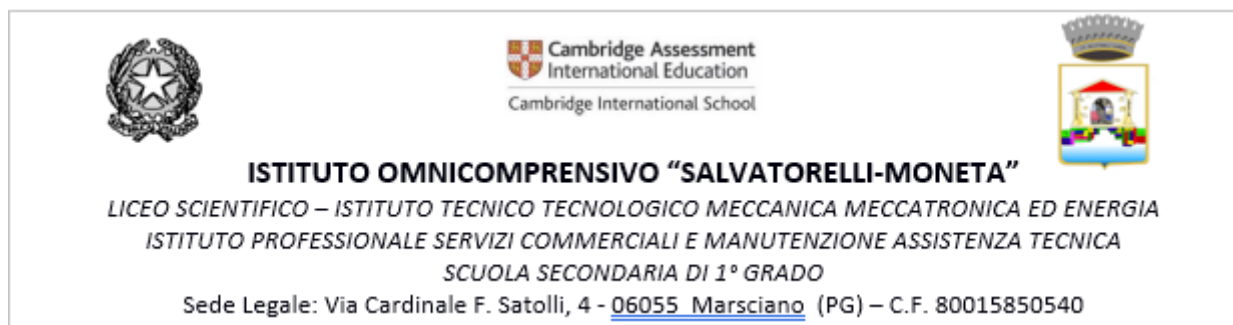 Cambridge Assessment
International Education
Cambridge International School
ISTITUTO OMNICOMPRENSIVO “SALVATORELLI-MONETA”
LICEO SCIENTIFICO – ISTITUTO TECNICO TECNOLOGICO MECCANICA MECCATRONICA ED ENERGIA
ISTITUTO PROFESSIONALE SERVIZI COMMERCIALI E MANUTENZIONE ASSISTENZA TECNICA
SCUOLA SECONDARIA DI 1° GRADO
Sede Legale: Via Cardinale F. Satolli, 4 - 06055 Marsciano (PG) – C.F. 80015850540